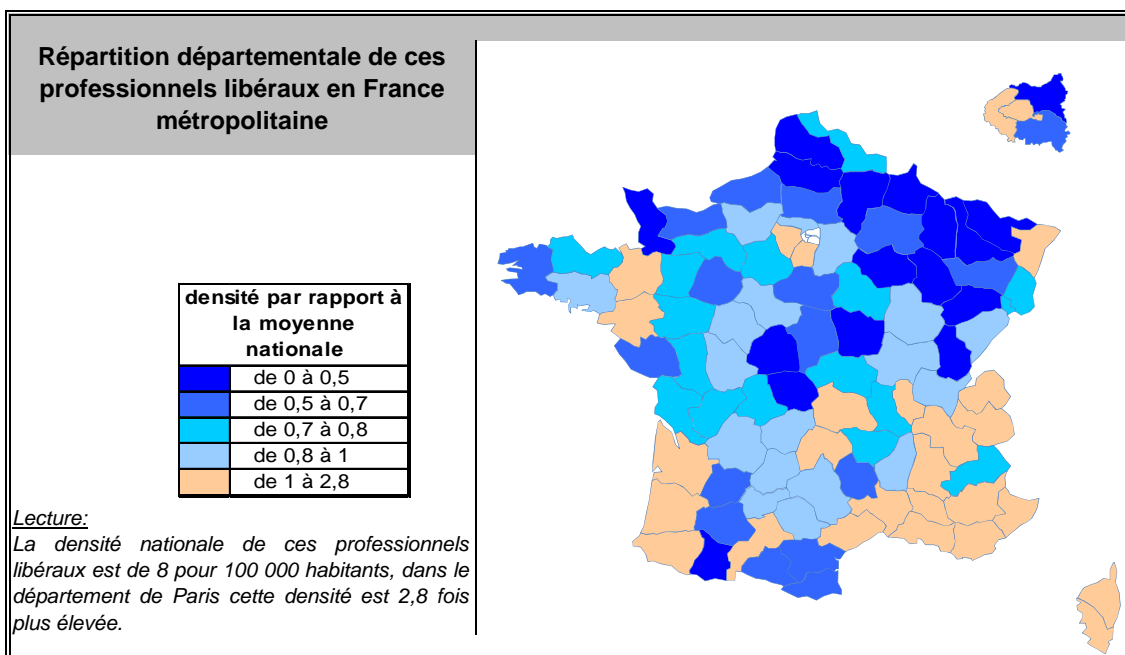 Répartition départementale de ces
professionnels libéraux en France
métropolitaine
densité par rapport à
la moyenne
nationale
de 0 à 0,5
de 0,5 à 0,7
de 0,7 à 0,8
de 0,8 à 1
de 1 à 2,8
Lecture:
La densité nationale de ces professionnels
libéraux est de 8 pour 100 000 habitants, dans le
département de Paris cette densité est 2,8 fois
plus élevée.